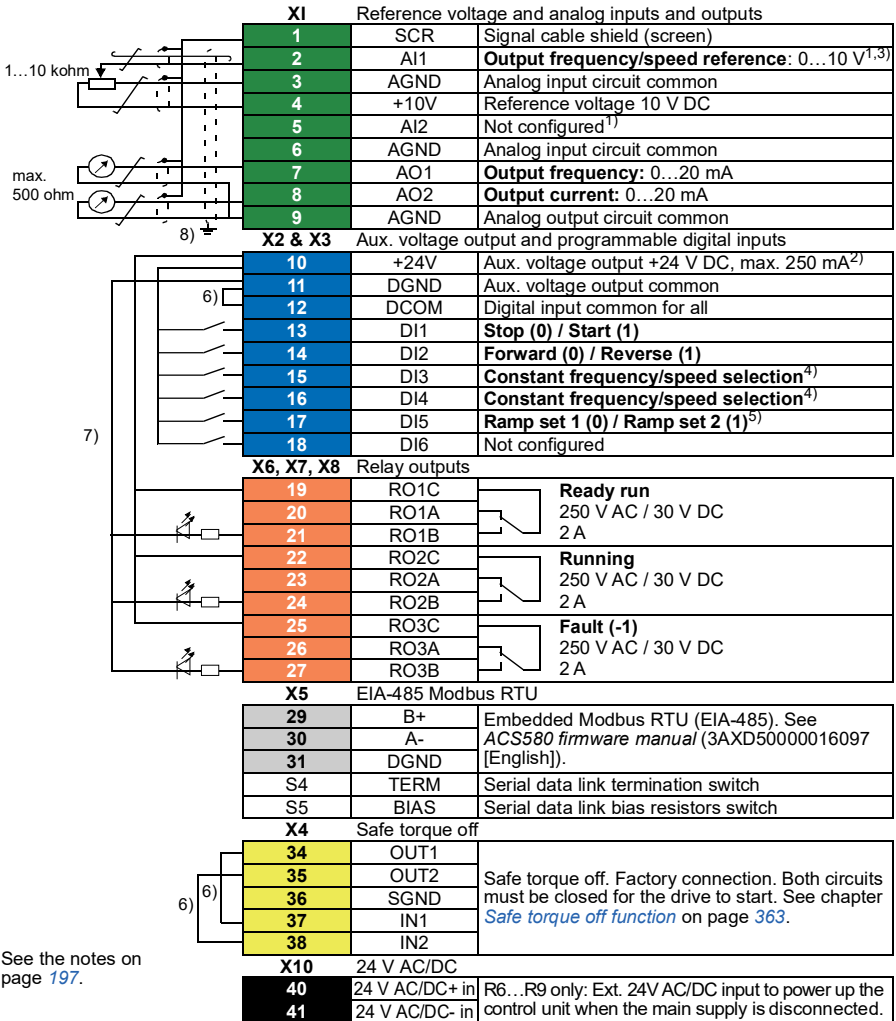 XI Reference voltage and analog inputs and outputs
1 SCR Signal cable shield (screen)
2 AI1 Output frequency/speed reference: 0…10 V1,3)
1…10 kohm
3 AGND Analog input circuit common
4 +10V Reference voltage 10 V DC
5 AI2 Not configured1)
6 AGND Analog input circuit common
max.
500 ohm
7 AO1 Output frequency: 0…20 mA
8 AO2 Output current: 0…20 mA
9 AGND Analog output circuit common
8)
X2 & X3 Aux. voltage output and programmable digital inputs
10 +24V Aux. voltage output +24 V DC, max. 250 mA2)
11 DGND Aux. voltage output common
6)
12 DCOM Digital input common for all
13 DI1 Stop (0) / Start (1)
14 DI2 Forward (0) / Reverse (1)
15 DI3 Constant frequency/speed selection4)
16 DI4 Constant frequency/speed selection4)
17 DI5 Ramp set 1 (0) / Ramp set 2 (1)5)
7)
18 DI6 Not configured
X6, X7, X8 Relay outputs
19 RO1C Ready run
20 RO1A 250 V AC / 30 V DC
21 RO1B 2 A
22 RO2C Running
23 RO2A 250 V AC / 30 V DC
24 RO2B 2 A
25 RO3C Fault (-1)
26 RO3A 250 V AC / 30 V DC
27 RO3B 2 A
X5 EIA-485 Modbus RTU
29 B+
30 A-
31 DGND
Embedded Modbus RTU (EIA-485). See
ACS580 firmware manual (3AXD50000016097
[English]).
S4 TERM Serial data link termination switch
S5 BIAS Serial data link bias resistors switch
X4 Safe torque off
34 OUT1
35 OUT2
36 SGND
37 IN1
38 IN2
Safe torque off. Factory connection. Both circuits
must be closed for the drive to start. See chapter
Safe torque off function on page 363.
6)
6)
See the notes on
page 197.
X10 24 V AC/DC
40 24 V AC/DC+ in
41 24 V AC/DC- in
R6…R9 only: Ext. 24V AC/DC input to power up the
control unit when the main supply is disconnected.